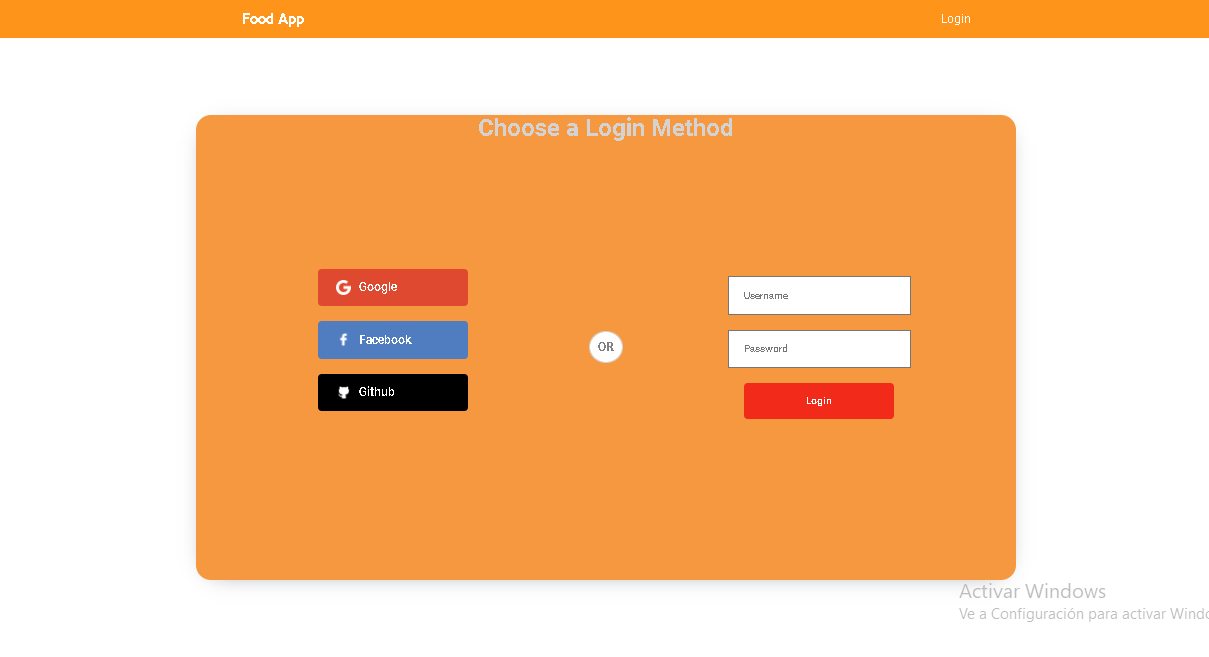 Food App
Login
Choose a Login Method
Google
Facebook
Github
OR
Username
Password
Login
Activar Windows
Ve a Configuración para activar